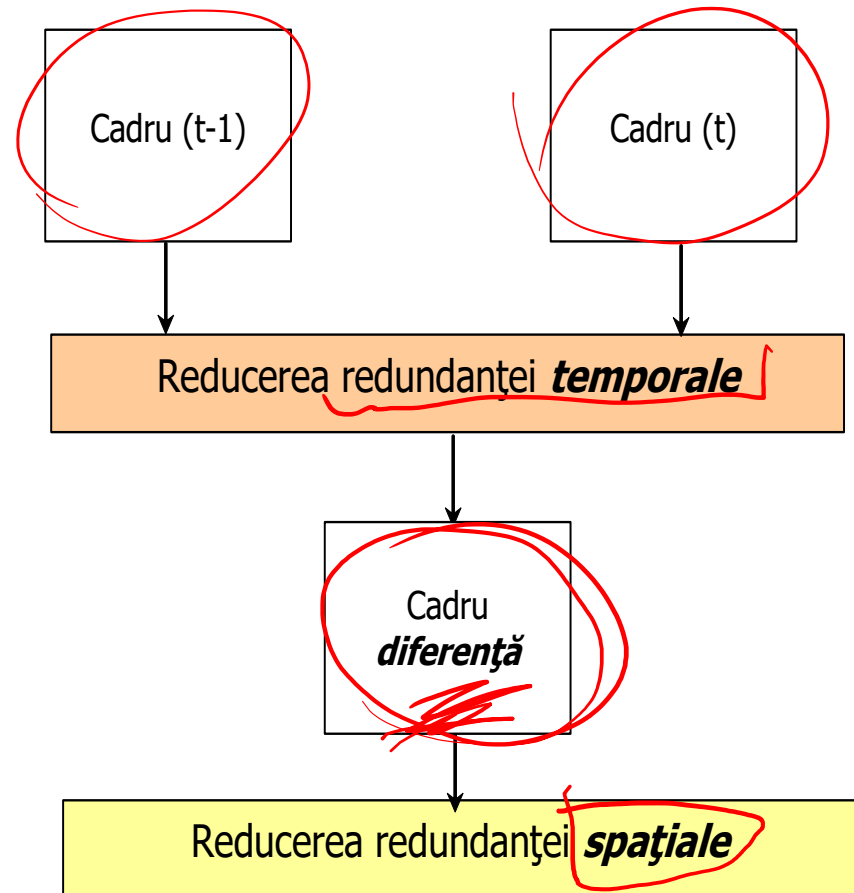 Cadru (t-1)
Cadru (t)
Reducerea redundanţei temporale
Cadru
diferenţă
Reducerea redundanţei spaţiale